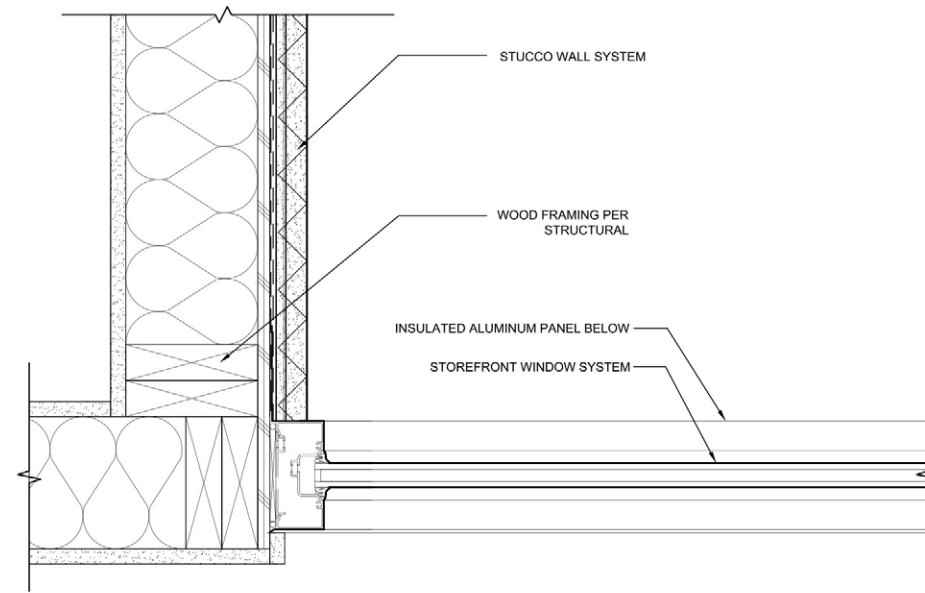 STUCCO WALL SYSTEM
WOOD FRAMING PER
STRUCTURAL
INSULATED ALUMINUM PANEL BELOW
STOREFRONT WINDOW SYSTEM